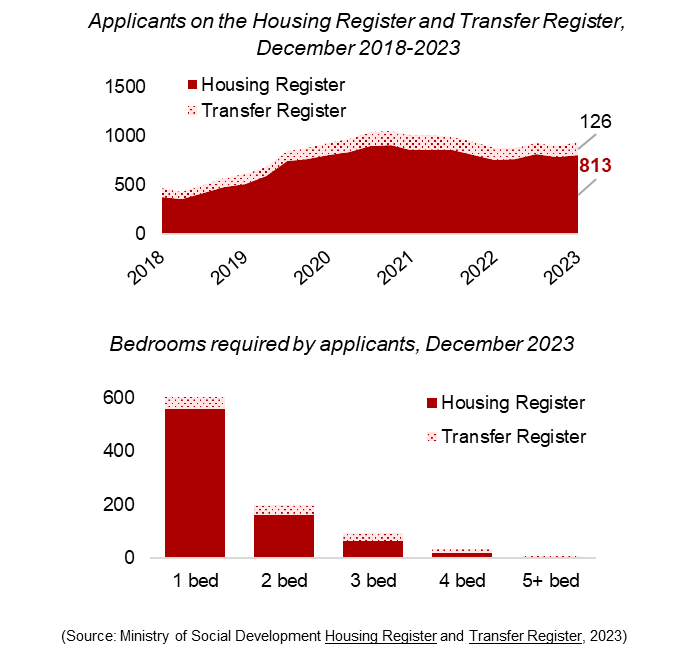 Applicants on the Housing Register and Transfer Register,
December 2018-2023
1500
Housing Register
Transfer Register
126
1000
813
500
0
2018
2019
2020
2021
2022
2023
Bedrooms required by applicants, December 2023
600
Housing Register
Transfer Register
400
200
0
1 bed
2 bed
3 bed
4 bed
5+ bed
(Source: Ministry of Social Development Housing Register and Transfer Register, 2023)